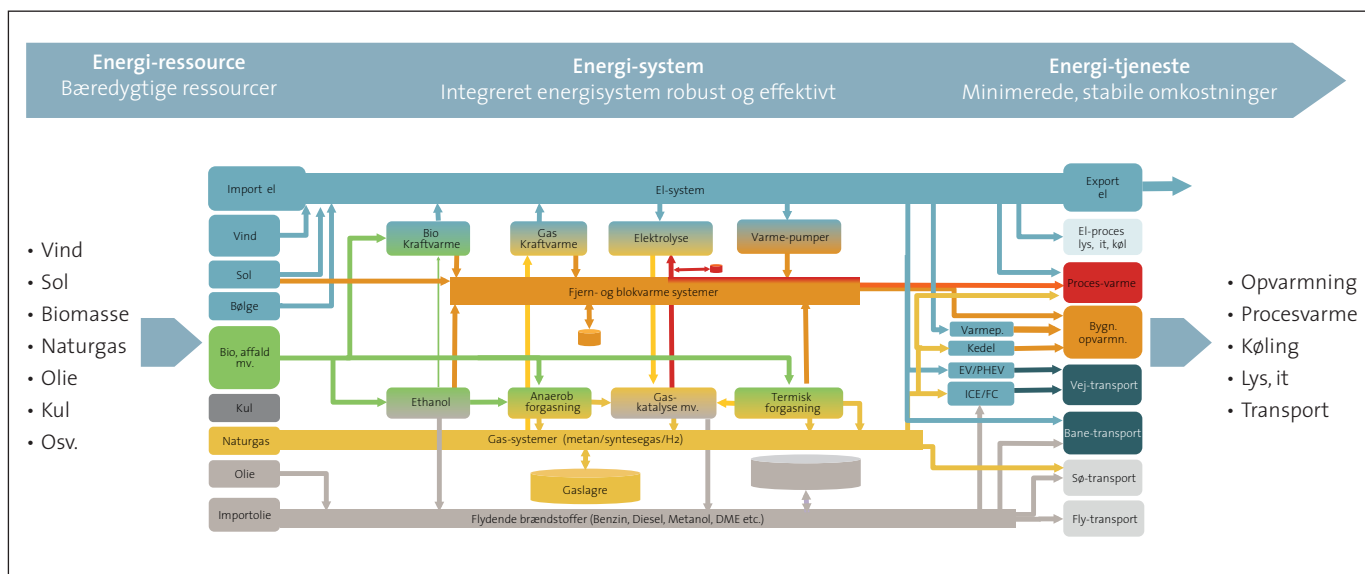 Energi-ressource
Bæredygtige ressourcer
Energi-system
Integreret energisystem robust og effektivt
Energi-tjeneste
Minimerede, stabile omkostninger
• Vind
• Sol
• Biomasse
• Naturgas
• Olie
• Kul
• Osv.
Import el
Vind
Sol
Bølge
Bio, affald
mv.
Kul
Naturgas
Olie
Importolie
El-system
Bio
Kraftvarme
Gas
Kraftvarme
Elektrolyse
Varme-pumper
Fjern- og blokvarme systemer
Ethanol
Anaerob
forgasning
Gas-
katalyse mv.
Termisk
forgasning
Gas-systemer (metan/syntesegas/H2)
Gaslagre
Flydende brændstoffer (Benzin, Diesel, Metanol, DME etc.)
Varmep.
Kedel
EV/PHEV
ICE/FC
Export
el
El-proces
lys, it, køl
Proces-varme
Bygn.
opvarmn.
Vej-transport
Bane-transport
Sø-transport
Fly-transport
• Opvarmning
• Procesvarme
• Køling
• Lys, it
• Transport